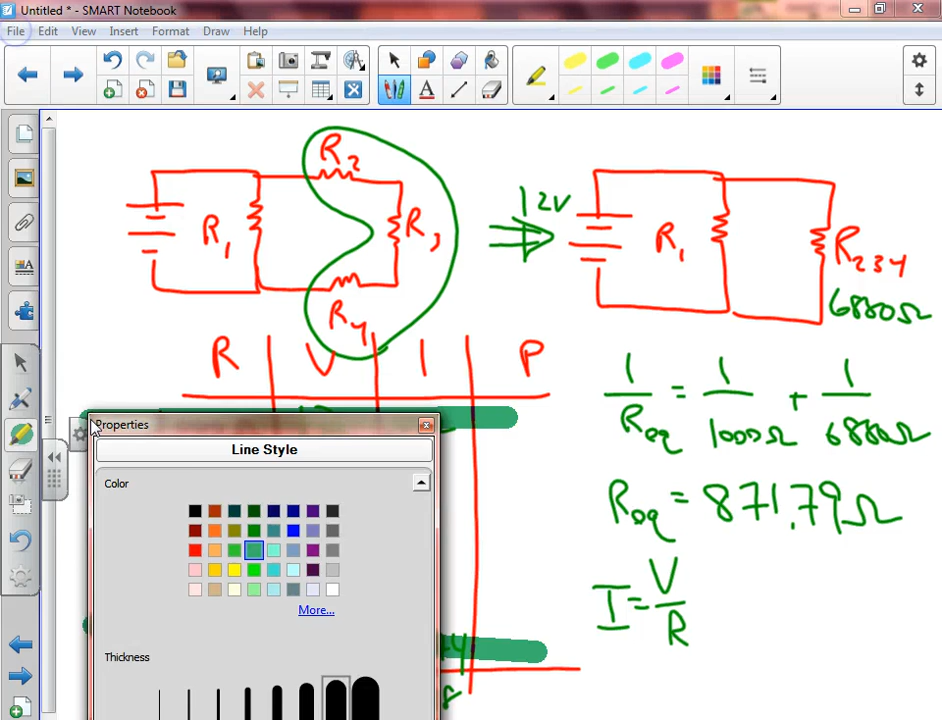 Untitled * - SMART Notebook
File Edit View Insert Format Draw Help
R2
R1
R3
R4
12V
R1
R234
6880Ω
R V I P
1/Req = 1/1000Ω + 1/6880Ω
Req = 871.79Ω
I = V/R
Properties
Line Style
Color
More...
Thickness